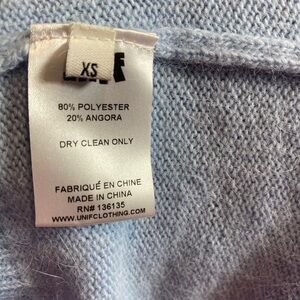 XS
80% POLYESTER
20% ANGORA
DRY CLEAN ONLY
FABRIQUÉ EN CHINE
MADE IN CHINA
RN# 136135
WWW.UNIFCLOTHING.COM